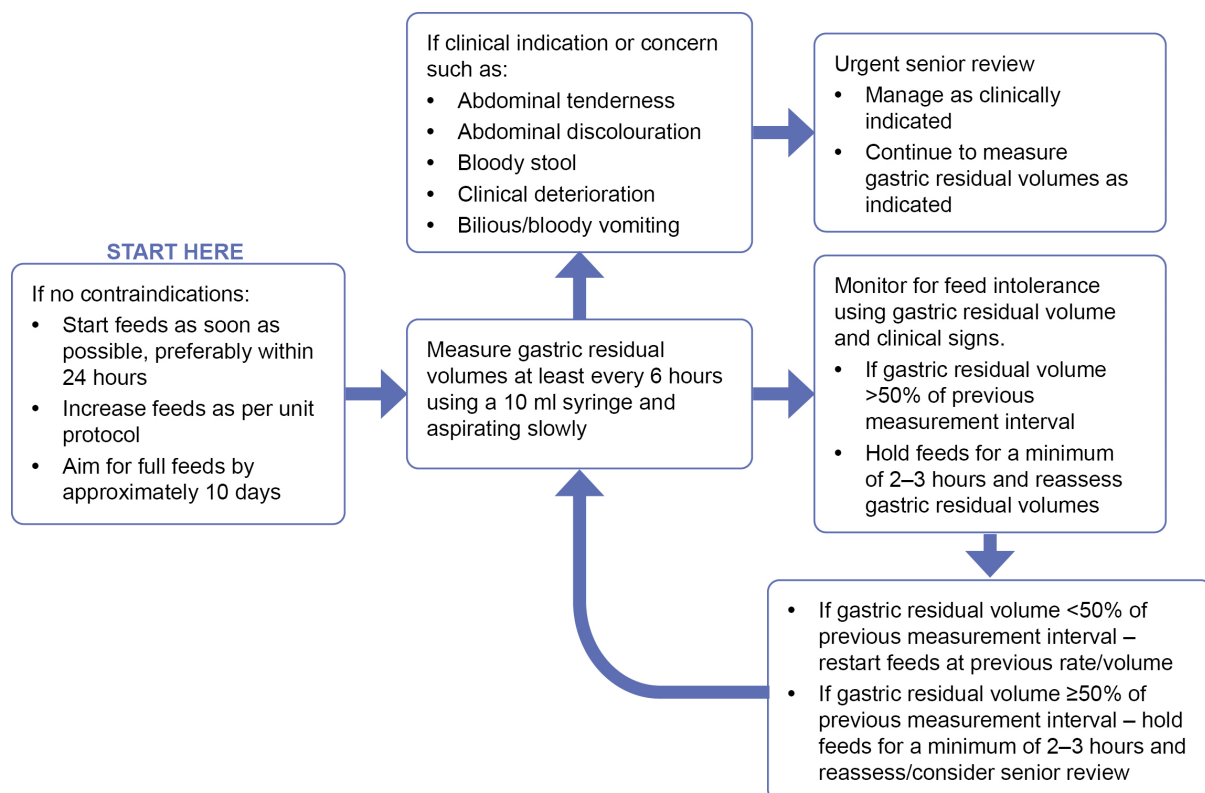 START HERE
If no contraindications:
• Start feeds as soon as
possible, preferably within
24 hours
• Increase feeds as per unit
protocol
• Aim for full feeds by
approximately 10 days
Measure gastric residual
volumes at least every 6 hours
using a 10 ml syringe and
aspirating slowly
If clinical indication or concern
such as:
• Abdominal tenderness
• Abdominal discolouration
• Bloody stool
• Clinical deterioration
• Bilious/bloody vomiting
Urgent senior review
• Manage as clinically
indicated
• Continue to measure
gastric residual volumes as
indicated
Monitor for feed intolerance
using gastric residual volume
and clinical signs.
• If gastric residual volume
>50% of previous
measurement interval
• Hold feeds for a minimum
of 2–3 hours and reassess
gastric residual volumes
• If gastric residual volume <50% of
previous measurement interval –
restart feeds at previous rate/volume
• If gastric residual volume ≥50% of
previous measurement interval – hold
feeds for a minimum of 2–3 hours and
reassess/consider senior review